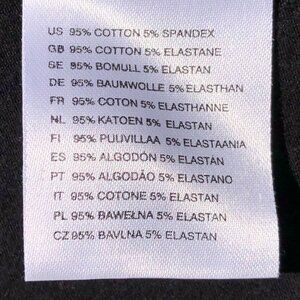 US 95% COTTON 5% SPANDEX
GB 95% COTTON 5% ELASTANE
SE 95% BOMULL 5% ELASTAN
DE 95% BAUMWOLLE 5% ELASTHAN
FR 95% COTON 5% ELASTHANNE
NL 95% KATOEN 5% ELASTAN
FI 95% PUUVILLAA 5% ELASTAANIA
ES 95% ALGODÓN 5% ELASTAN
PT 95% ALGODÃO 5% ELASTANO
IT 95% COTONE 5% ELASTAN
PL 95% BAWEŁNA 5% ELASTAN
CZ 95% BAVLNA 5% ELASTAN